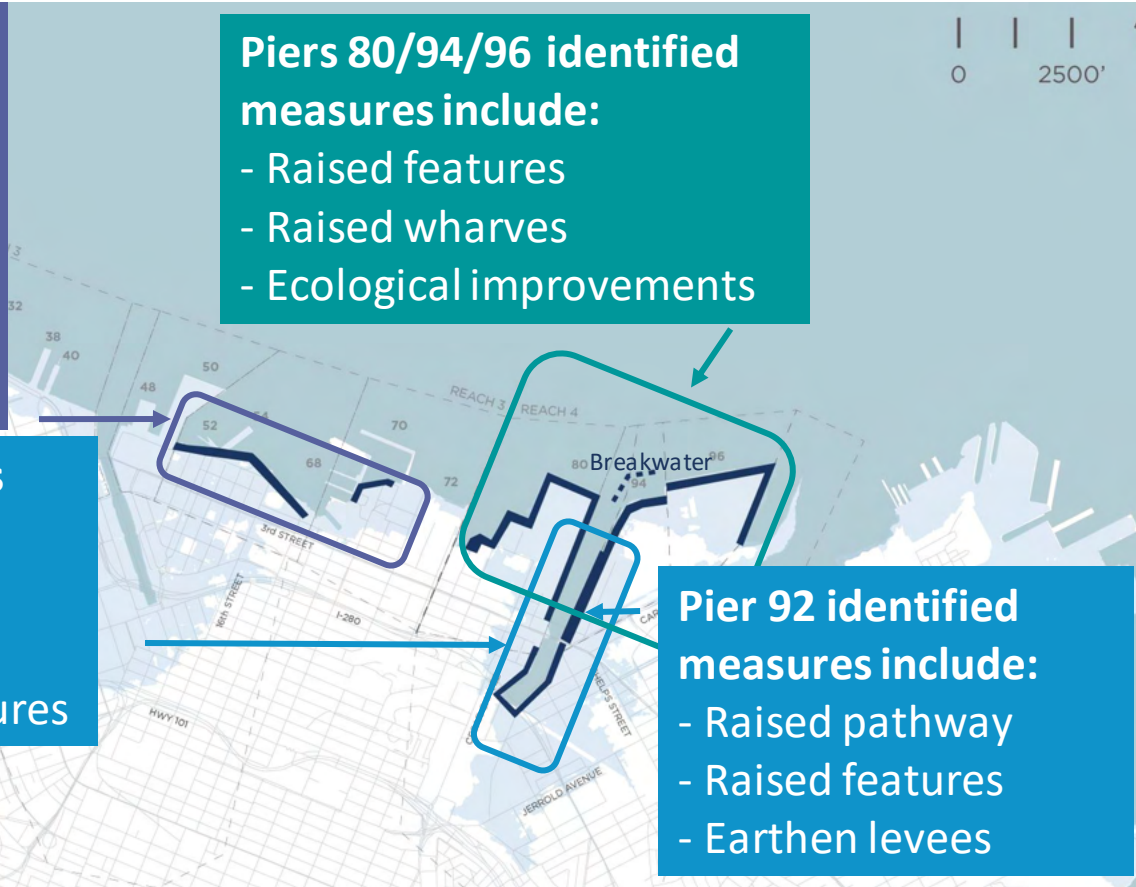 Piers 80/94/96 identified
measures include:
- Raised features
- Raised wharves
- Ecological improvements
0 2500'
32
38
40
48
50
52
68
70
72
REACH 3
REACH 4
80
Breakwater
94
96
3rd STREET
16th STREET
I-280
HWY 101
JERROLD AVENUE
s
ures
Pier 92 identified
measures include:
- Raised pathway
- Raised features
- Earthen levees